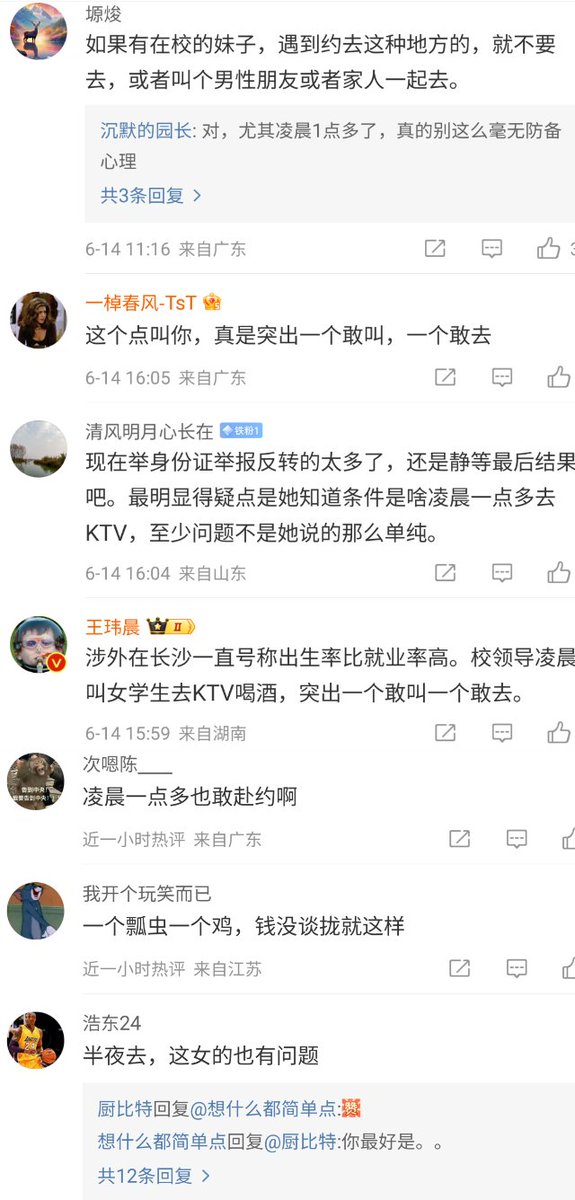 塬焌
如果有在校的妹子，遇到约去这种地方的，就不要
去，或者叫个男性朋友或者家人一起去。
沉默的园长: 对，尤其凌晨1点多了，真的别这么毫无防备
心理
共3条回复 >
6-14 11:16 来自广东
一棹春风-TsT
这个点叫你，真是突出一个敢叫，一个敢去
6-14 16:05 来自广东
清风明月心长在 铁粉1
现在举身份证举报反转的太多了，还是静等最后结果
吧。最明显得疑点是她知道条件是啥凌晨一点多去
KTV，至少问题不是她说的那么单纯。
6-14 16:04 来自山东
王玮晨 II
涉外在长沙一直号称出生率比就业率高。校领导凌晨
叫女学生去KTV喝酒，突出一个敢叫一个敢去。
6-14 15:59 来自湖南
次嗯陈____
凌晨一点多也敢赴约啊
近一小时热评 来自广东
我开个玩笑而已
一个瓢虫一个鸡，钱没谈拢就这样
近一小时热评 来自江苏
浩东24
半夜去，这女的也有问题
厨比特回复@想什么都简单点:赞
想什么都简单点回复@厨比特:你最好是。。
共12条回复 >